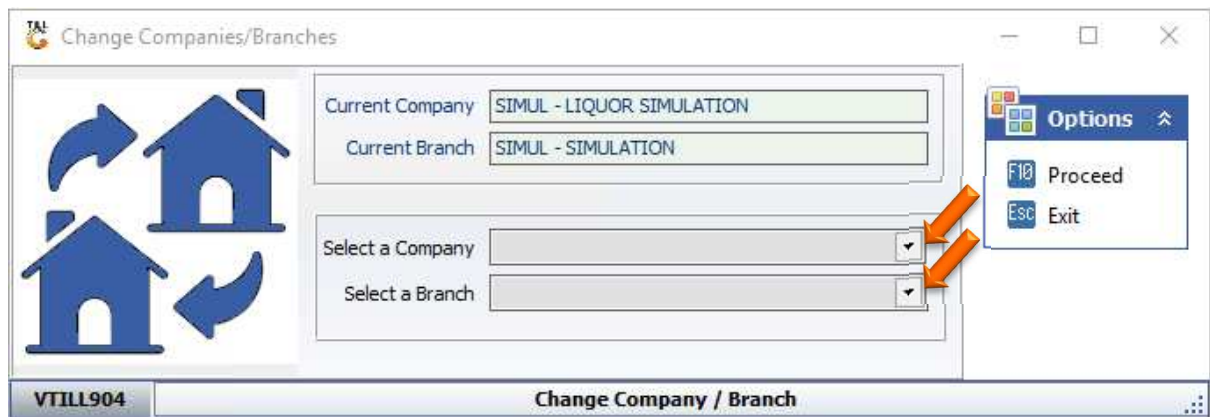 Change Companies/Branches
Current Company SIMUL - LIQUOR SIMULATION
Current Branch SIMUL - SIMULATION
Select a Company
Select a Branch
Options
F10 Proceed
Esc Exit
VTILL904 Change Company / Branch